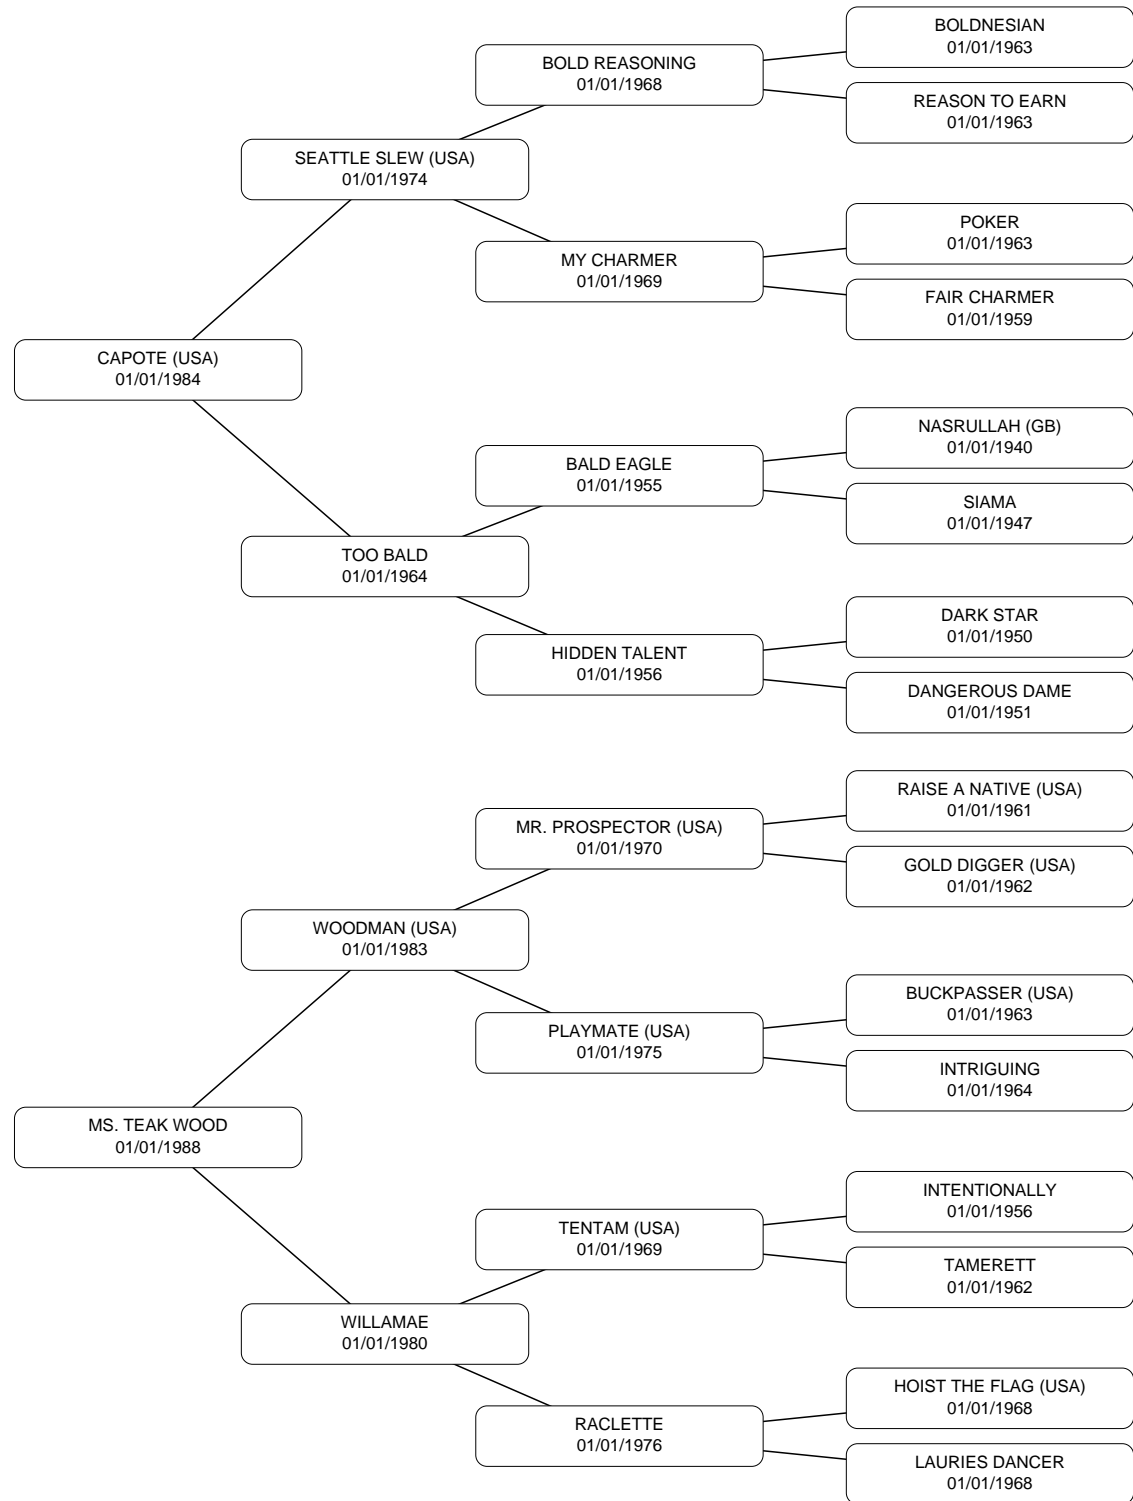 BOLDNESIAN
01/01/1963
BOLD REASONING
01/01/1968
REASON TO EARN
01/01/1963
SEATTLE SLEW (USA)
01/01/1974
POKER
01/01/1963
MY CHARMER
01/01/1969
FAIR CHARMER
01/01/1959
CAPOTE (USA)
01/01/1984
NASRULLAH (GB)
01/01/1940
BALD EAGLE
01/01/1955
SIAMA
01/01/1947
TOO BALD
01/01/1964
DARK STAR
01/01/1950
HIDDEN TALENT
01/01/1956
DANGEROUS DAME
01/01/1951
RAISE A NATIVE (USA)
01/01/1961
MR. PROSPECTOR (USA)
01/01/1970
GOLD DIGGER (USA)
01/01/1962
WOODMAN (USA)
01/01/1983
BUCKPASSER (USA)
01/01/1963
PLAYMATE (USA)
01/01/1975
INTRIGUING
01/01/1964
MS. TEAK WOOD
01/01/1988
INTENTIONALLY
01/01/1956
TENTAM (USA)
01/01/1969
TAMERETT
01/01/1962
WILLAMAE
01/01/1980
HOIST THE FLAG (USA)
01/01/1968
RACLETTE
01/01/1976
LAURIES DANCER
01/01/1968